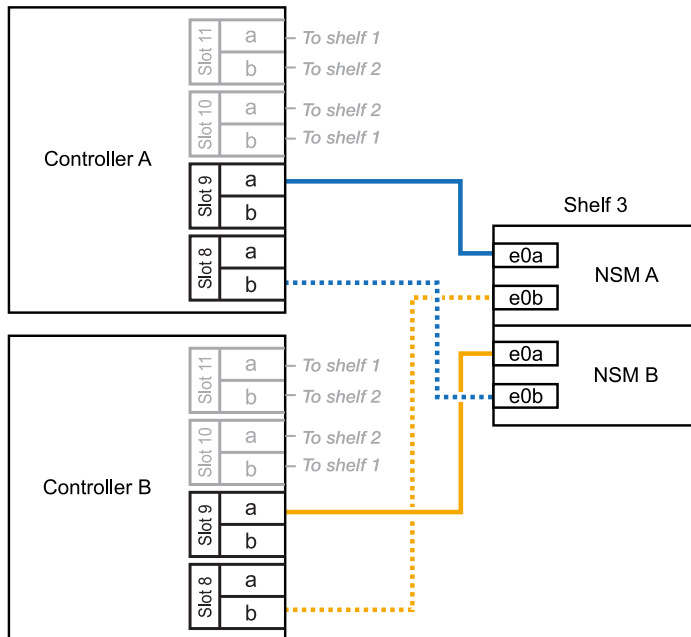 Controller A
Slot 11
a
To shelf 1
b
To shelf 2
Slot 10
a
To shelf 2
b
To shelf 1
Slot 9
a
b
Slot 8
a
b
Shelf 3
e0a
NSM A
e0b
e0a
NSM B
e0b
Controller B
Slot 11
a
To shelf 1
b
To shelf 2
Slot 10
a
To shelf 2
b
To shelf 1
Slot 9
a
b
Slot 8
a
b